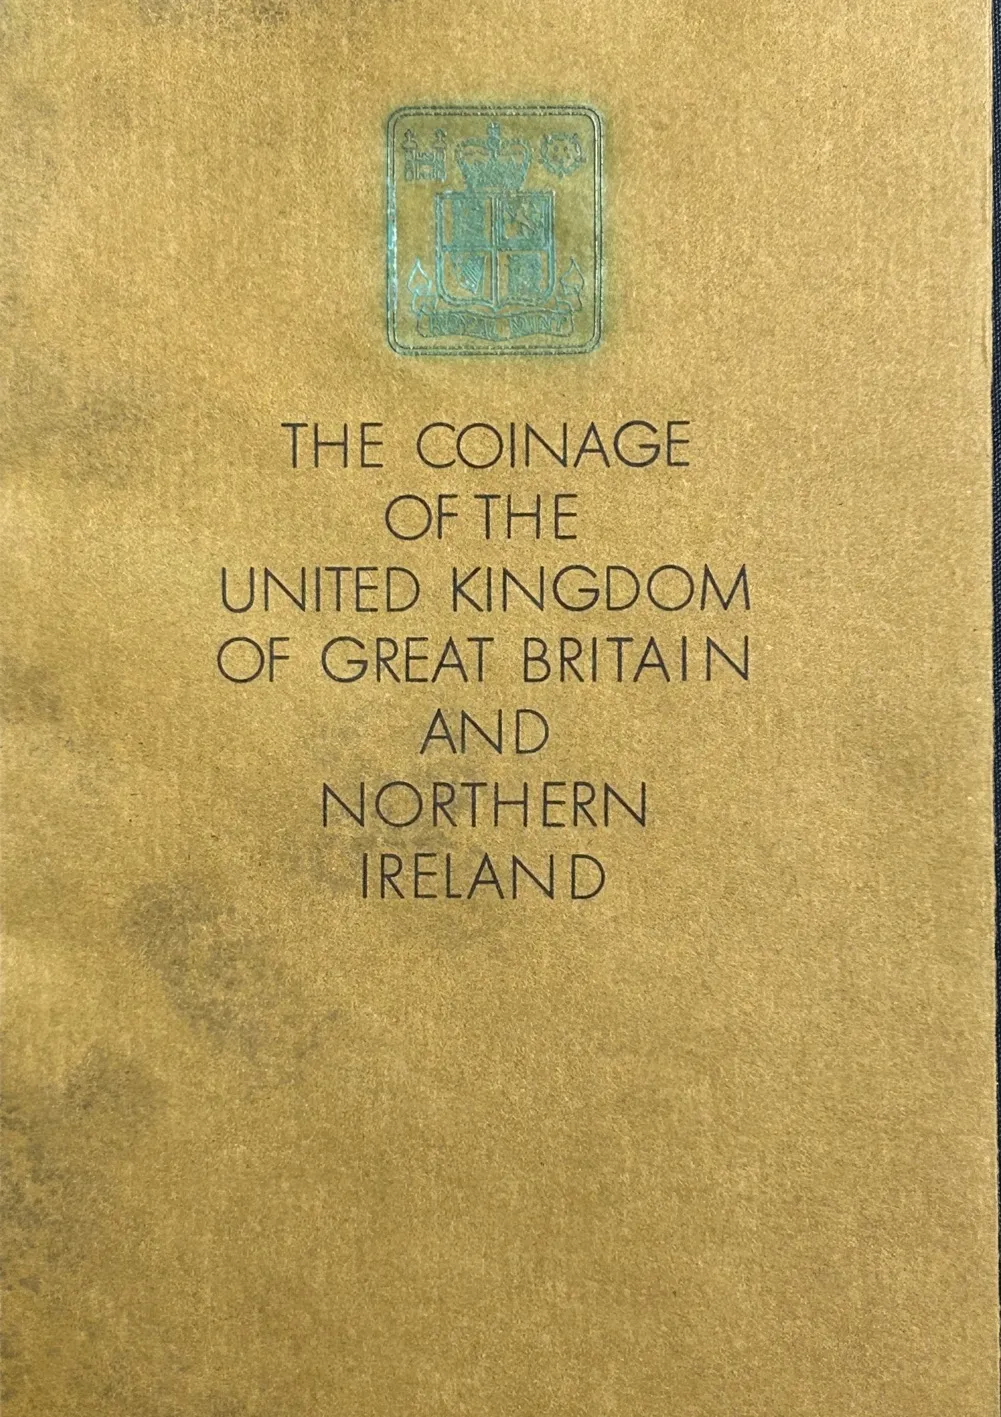 ROYAL MINT
THE COINAGE
OF THE
UNITED KINGDOM
OF GREAT BRITAIN
AND
NORTHERN
IRELAND